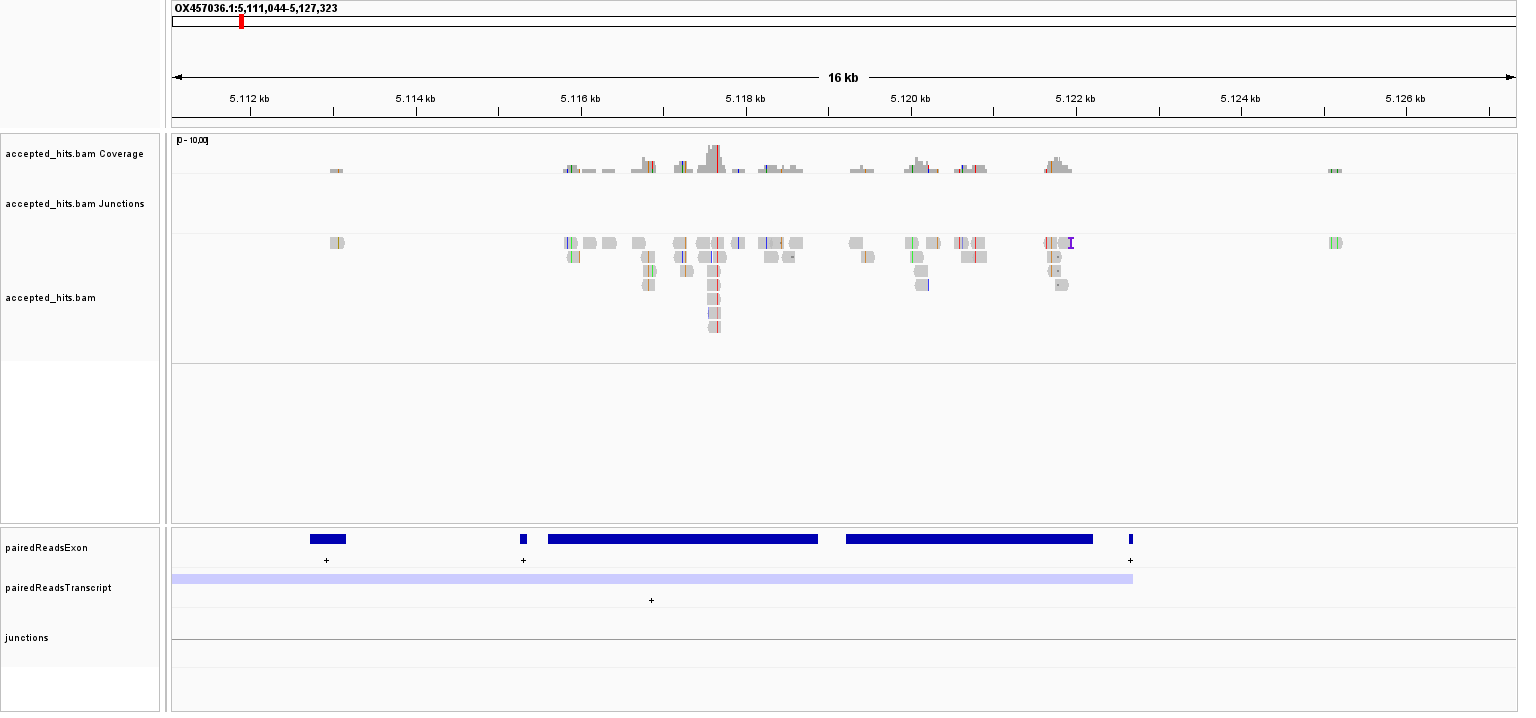 OX457036.1:5,111,044-5,127,323
16 kb
5.112 kb 5.114 kb 5.116 kb 5.118 kb 5.120 kb 5.122 kb 5.124 kb 5.126 kb
[0 - 10,00]
accepted_hits.bam Coverage
accepted_hits.bam Junctions
accepted_hits.bam
pairedReadsExon
+ + +
pairedReadsTranscript
+
junctions